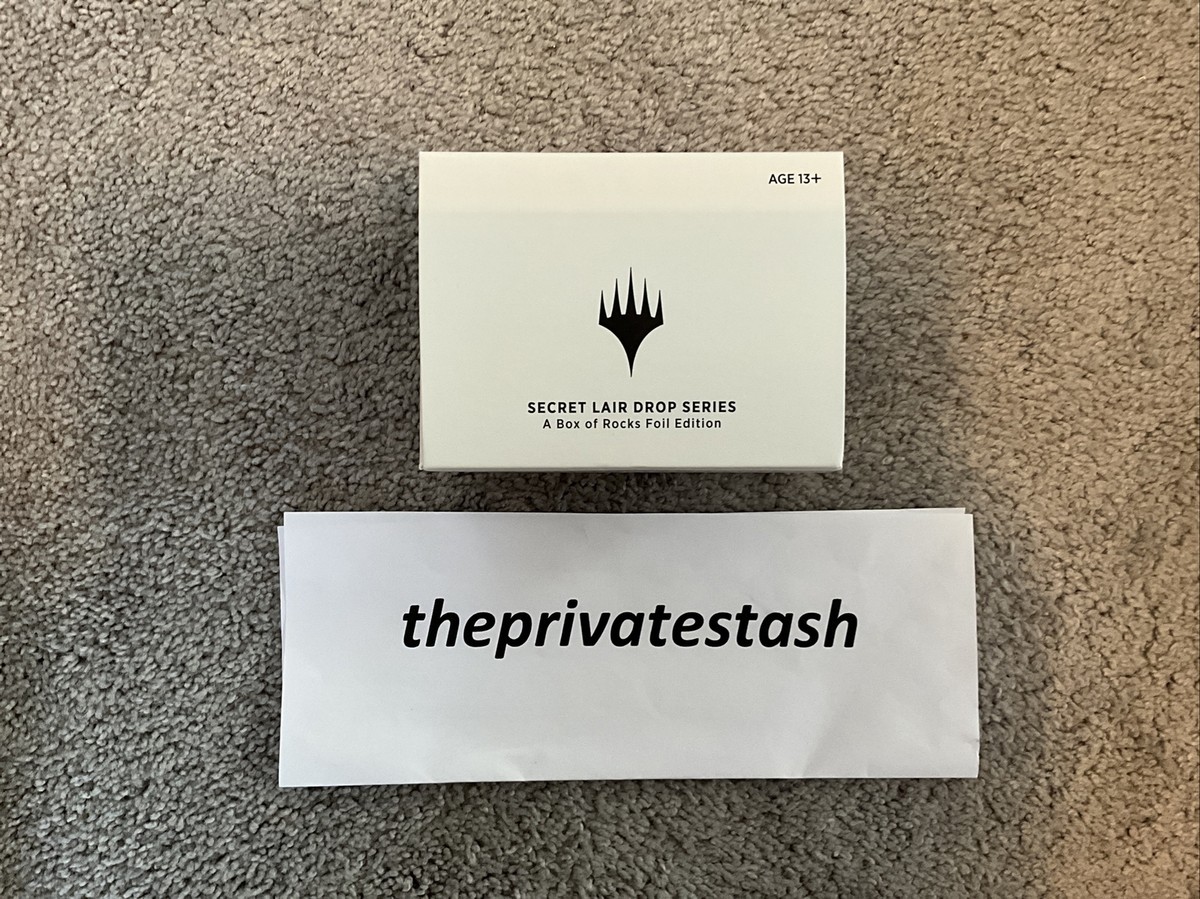 AGE 13+
SECRET LAIR DROP SERIES
A Box of Rocks Foil Edition
theprivatestash